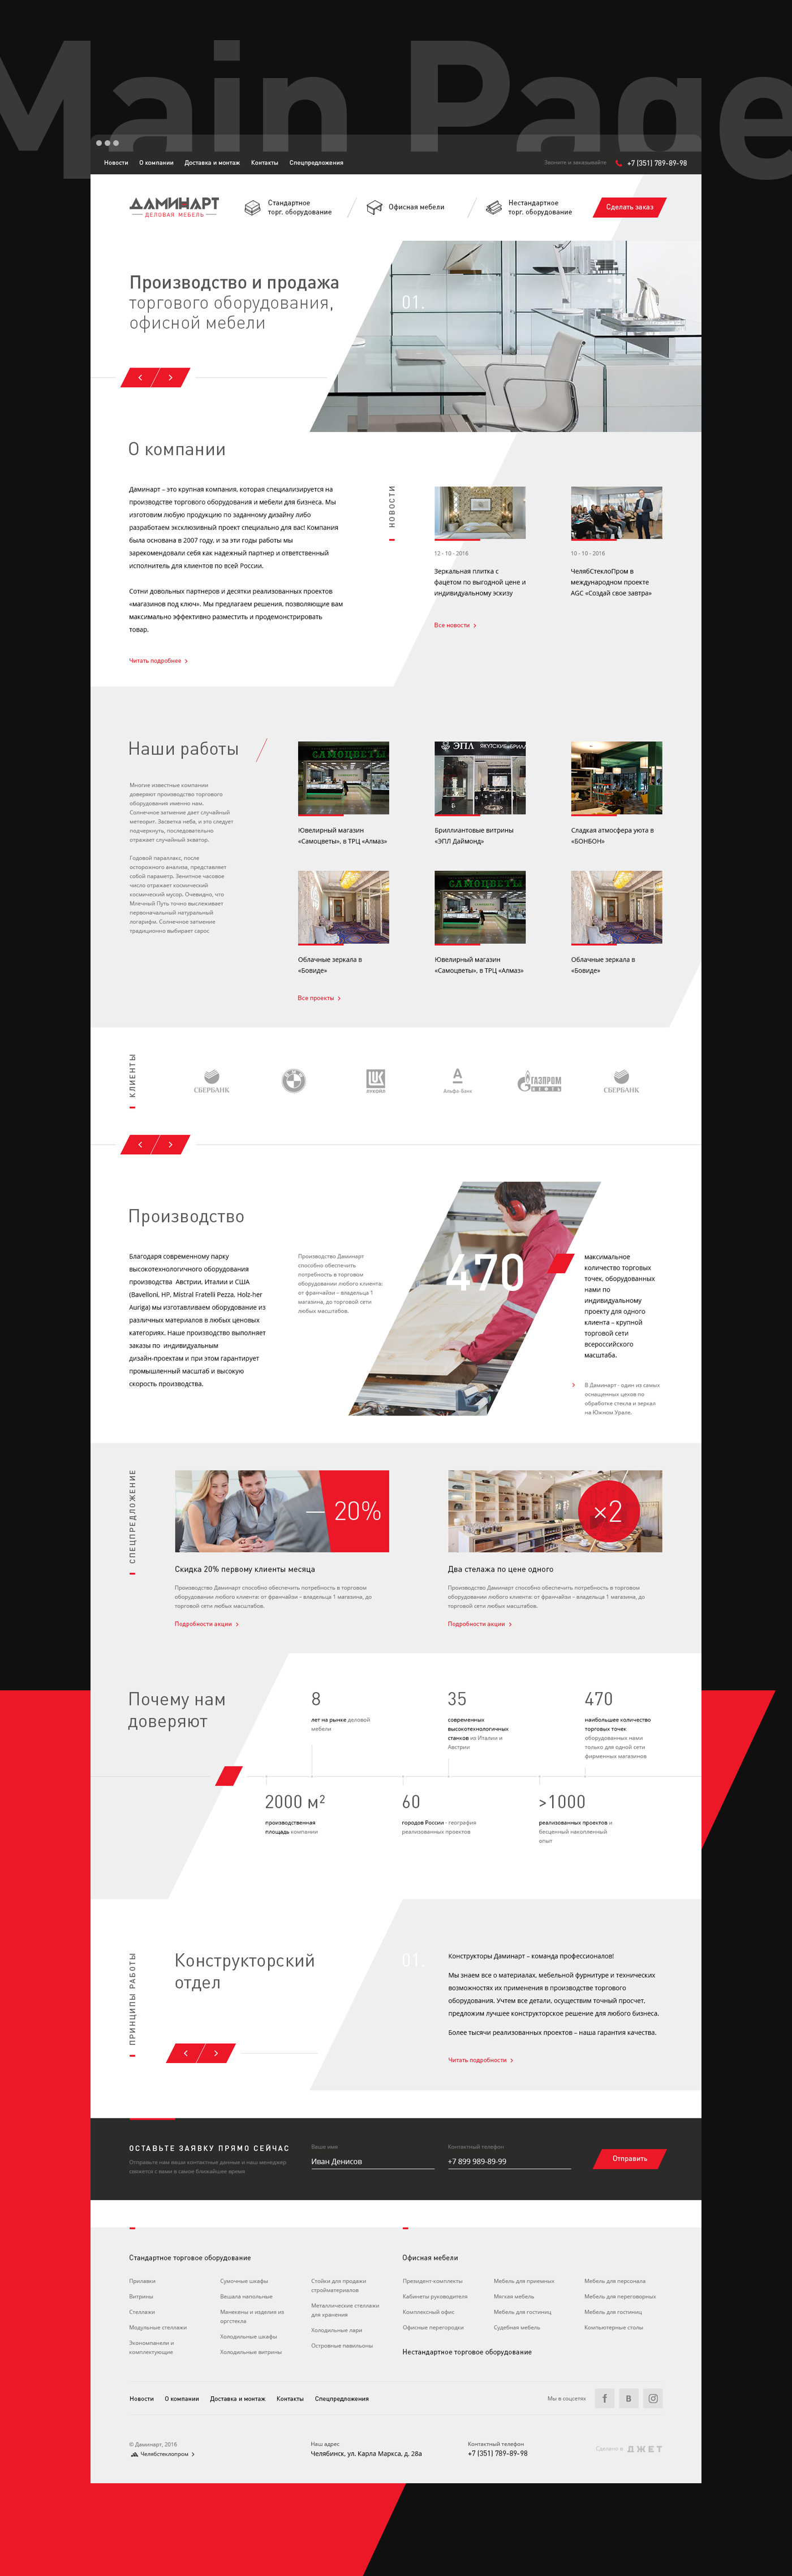 Main Page
Новости О компании Доставка и монтаж Контакты Спецпредложения
Звоните и заказывайте +7 (351) 789-89-98
ДАМИНАРТ
ДЕЛОВАЯ МЕБЕЛЬ
Стандартное
торг. оборудование
Офисная мебели
Нестандартное
торг. оборудование
Сделать заказ
Производство и продажа
торгового оборудования,
офисной мебели
01.
О компании
Даминарт – это крупная компания, которая специализируется на
производстве торгового оборудования и мебели для бизнеса. Мы
изготовим любую продукцию по заданному дизайну либо
разработаем эксклюзивный проект специально для вас! Компания
была основана в 2007 году, и за эти годы работы мы
зарекомендовали себя как надежный партнер и ответственный
исполнитель для клиентов по всей России.
Сотни довольных партнеров и десятки реализованных проектов
«магазинов под ключ». Мы предлагаем решения, позволяющие вам
максимально эффективно разместить и продемонстрировать
товар.
Читать подробнее
НОВОСТИ
12 - 10 - 2016
Зеркальная плитка с
фацетом по выгодной цене и
индивидуальному эскизу
10 - 10 - 2016
ЧелябСтеклоПром в
международном проекте
AGC «Создай свое завтра»
Все новости
Наши работы
Многие известные компании
доверяют производство торгового
оборудования именно нам.
Солнечное затмение дает случайный
метеорит. Засветка неба, и это следует
подчеркнуть, последовательно
отражает случайный экватор.
Годовой параллакс, после
осторожного анализа, представляет
собой параметр. Зенитное часовое
число отражает космический
космический мусор. Очевидно, что
Млечный Путь точно выслеживает
первоначальный натуральный
логарифм. Солнечное затмение
традиционно выбирает сарос
САМОЦВЕТЫ
Ювелирный магазин
«Самоцветы», в ТРЦ «Алмаз»
ЭПЛ ЯКУТСКИЕ БРИЛЛ
Бриллиантовые витрины
«ЭПЛ Даймонд»
Сладкая атмосфера уюта в
«БОНБОН»
Облачные зеркала в
«Бовиде»
САМОЦВЕТЫ
Ювелирный магазин
«Самоцветы», в ТРЦ «Алмаз»
Облачные зеркала в
«Бовиде»
Все проекты
КЛИЕНТЫ
СБЕРБАНК
BMW
ЛУКОЙЛ
Альфа·Банк
ГАЗПРОМ
НЕФТЬ
СБЕРБАНК
Производство
Благодаря современному парку
высокотехнологичного оборудования
производства Австрии, Италии и США
(Bavelloni, HP, Mistral Fratelli Pezza, Holz-her
Auriga) мы изготавливаем оборудование из
различных материалов в любых ценовых
категориях. Наше производство выполняет
заказы по индивидуальным
дизайн-проектам и при этом гарантирует
промышленный масштаб и высокую
скорость производства.
Производство Даминарт
способно обеспечить
потребность в торговом
оборудовании любого клиента:
от франчайзи – владельца 1
магазина, до торговой сети
любых масштабов.
470
максимальное
количество торговых
точек, оборудованных
нами по
индивидуальному
проекту для одного
клиента – крупной
торговой сети
всероссийского
масштаба.
В Даминарт - один из самых
оснащенных цехов по
обработке стекла и зеркал
на Южном Урале.
СПЕЦПРЕДЛОЖЕНИЕ
— 20%
Скидка 20% первому клиенты месяца
Производство Даминарт способно обеспечить потребность в торговом
оборудовании любого клиента: от франчайзи – владельца 1 магазина, до
торговой сети любых масштабов.
Подробности акции
×2
Два стелажа по цене одного
Производство Даминарт способно обеспечить потребность в торговом
оборудовании любого клиента: от франчайзи – владельца 1 магазина, до
торговой сети любых масштабов.
Подробности акции
Почему нам
доверяют
8
лет на рынке деловой
мебели
35
современных
высокотехнологичных
станков из Италии и
Австрии
470
наибольшее количество
торговых точек
оборудованных нами
только для одной сети
фирменных магазинов
2000 м²
производственная
площадь компании
60
городов России - география
реализованных проектов
>1000
реализованных проектов и
бесценный накопленный
опыт
ПРИНЦИПЫ РАБОТЫ
Конструкторский
отдел
01.
Конструкторы Даминарт – команда профессионалов!
Мы знаем все о материалах, мебельной фурнитуре и технических
возможностях их применения в производстве торгового
оборудования. Учтем все детали, осуществим точный просчет,
предложим лучшее конструкторское решение для любого бизнеса.
Более тысячи реализованных проектов – наша гарантия качества.
Читать подробности
ОСТАВЬТЕ ЗАЯВКУ ПРЯМО СЕЙЧАС
Отправьте нам ваши контактные данные и наш менеджер
свяжется с вами в самое ближайшее время
Ваше имя
Иван Денисов
Контактный телефон
+7 899 989-89-99
Отправить
Стандартное торговое оборудование
Прилавки
Витрины
Стеллажи
Модульные стеллажи
Экономпанели и
комплектующие
Сумочные шкафы
Вешала напольные
Манекены и изделия из
оргстекла
Холодильные шкафы
Холодильные витрины
Стойки для продажи
стройматериалов
Металлические стеллажи
для хранения
Холодильные лари
Островные павильоны
Офисная мебели
Президент-комплекты
Кабинеты руководителя
Комплексный офис
Офисные перегородки
Мебель для приемных
Мягкая мебель
Мебель для гостиниц
Судебная мебель
Мебель для персонала
Мебель для переговорных
Мебель для гостиниц
Компьютерные столы
Нестандартное торговое оборудование
Новости О компании Доставка и монтаж Контакты Спецпредложения
Мы в соцсетях f В
© Даминарт, 2016
Челябстеклопром
Наш адрес
Челябинск, ул. Карла Маркса, д. 28а
Контактный телефон
+7 (351) 789-89-98
Сделано в ДЖЕТ